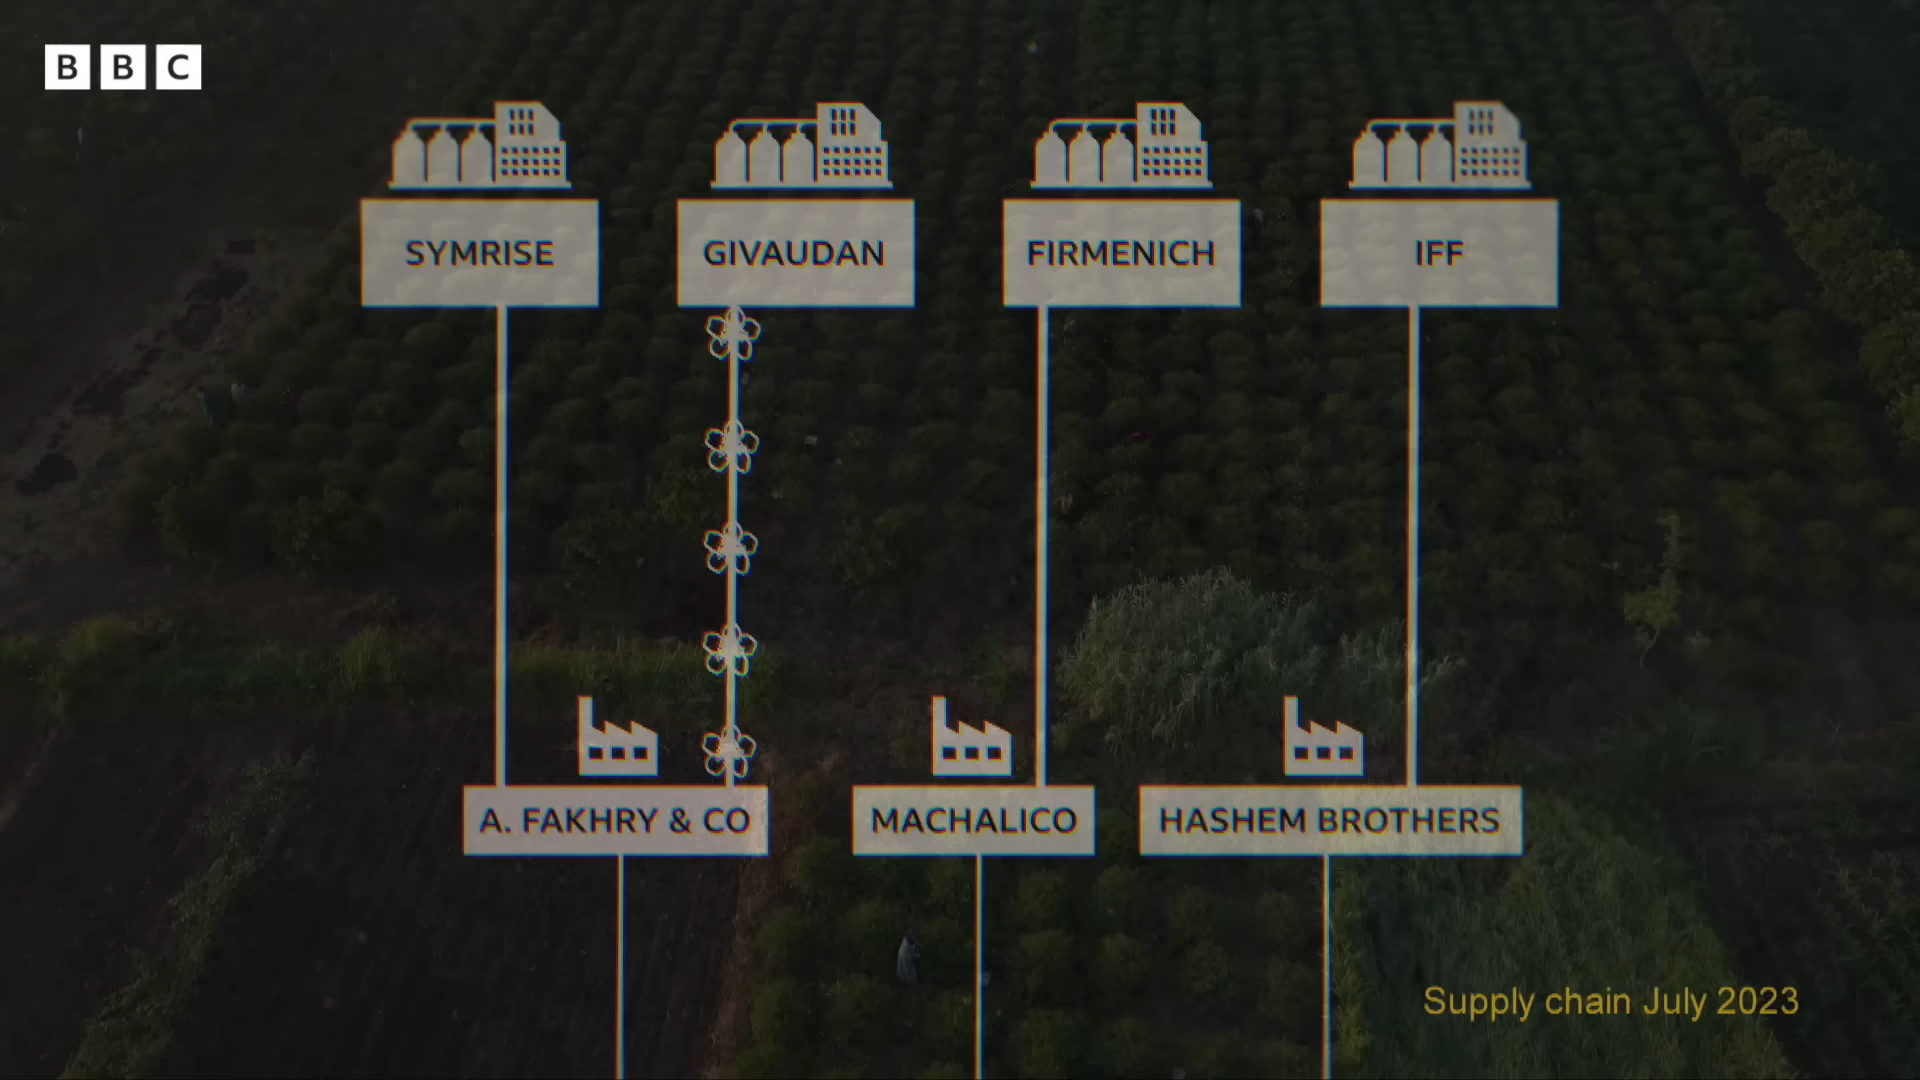 BBC
SYMRISE
GIVAUDAN
FIRMENICH
IFF
A. FAKHRY & CO
MACHALICO
HASHEM BROTHERS
Supply chain July 2023